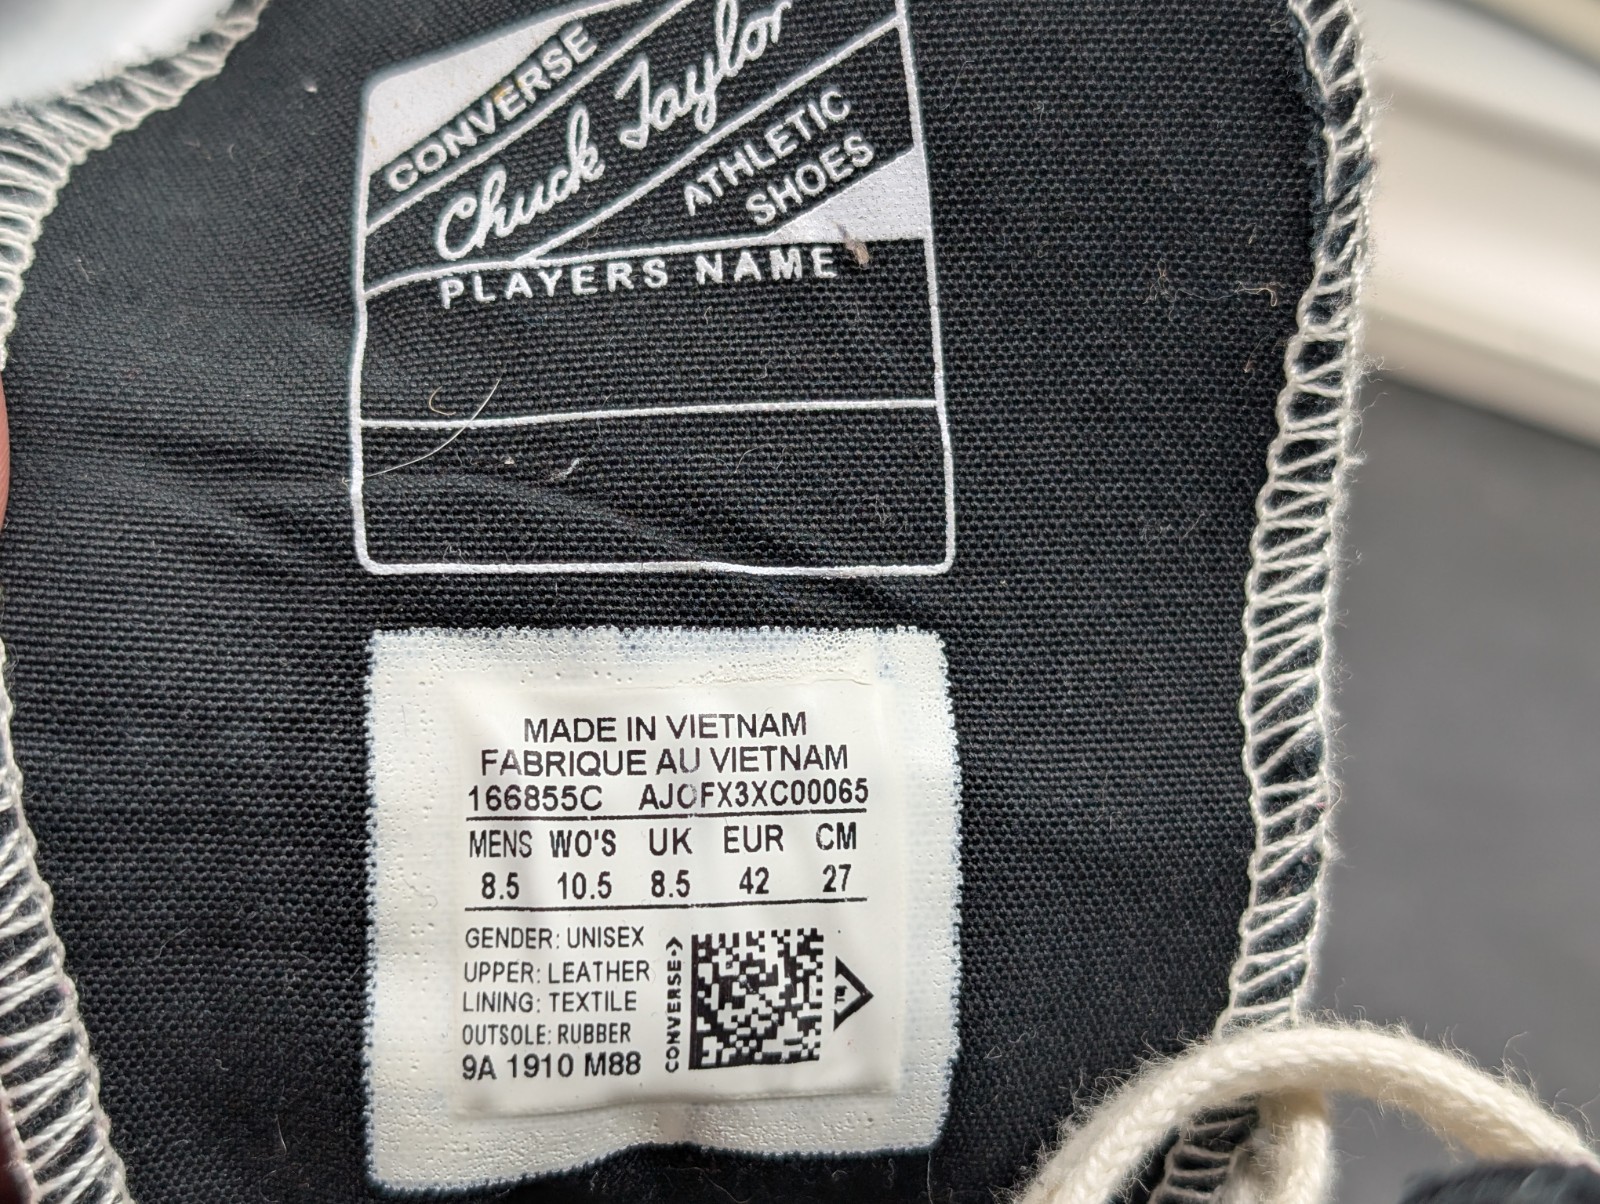 CONVERSE
Chuck Taylor
ATHLETIC
SHOES
PLAYERS NAME
MADE IN VIETNAM
FABRIQUE AU VIETNAM
166855C AJOFX3XC00065
MENS WO'S UK EUR CM
8.5 10.5 8.5 42 27
GENDER: UNISEX
UPPER: LEATHER
LINING: TEXTILE
OUTSOLE: RUBBER
9A 1910 M88
CONVERSE